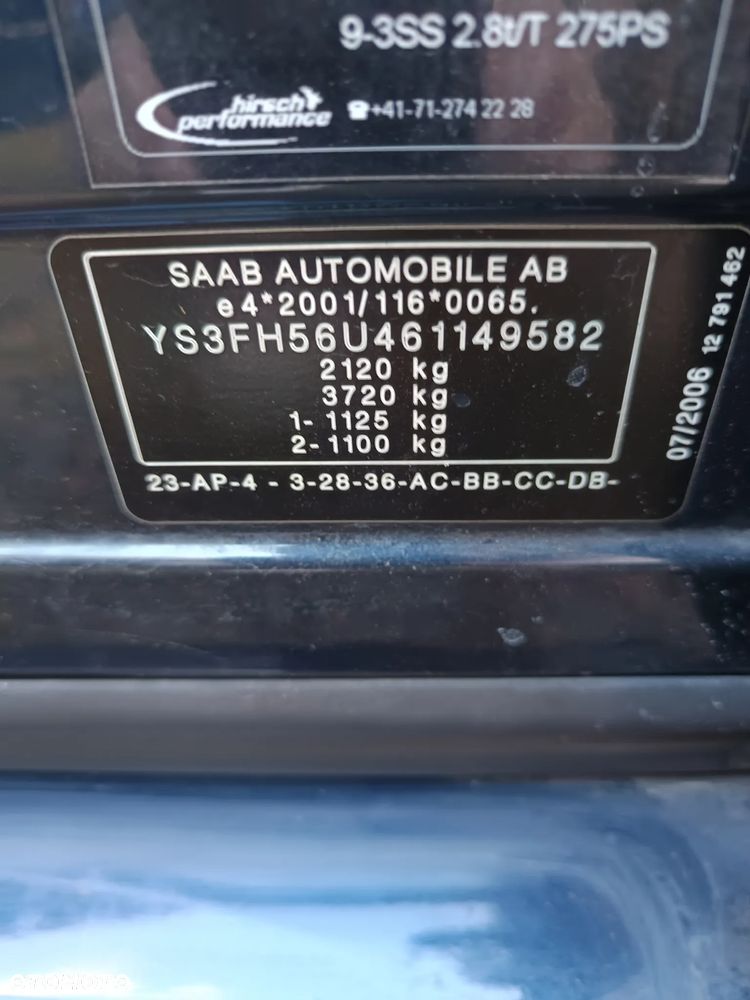 9-3SS 2.8t/T 275PS
hirsch
performance
☎+41-71-274 22 28
SAAB AUTOMOBILE AB
e4*2001/116*0065.
YS3FH56U461149582
2120 kg
3720 kg
1- 1125 kg
2- 1100 kg
23-AP-4 - 3-28-36-AC-BB-CC-DB-
07/2006 12 791 462
otomoto